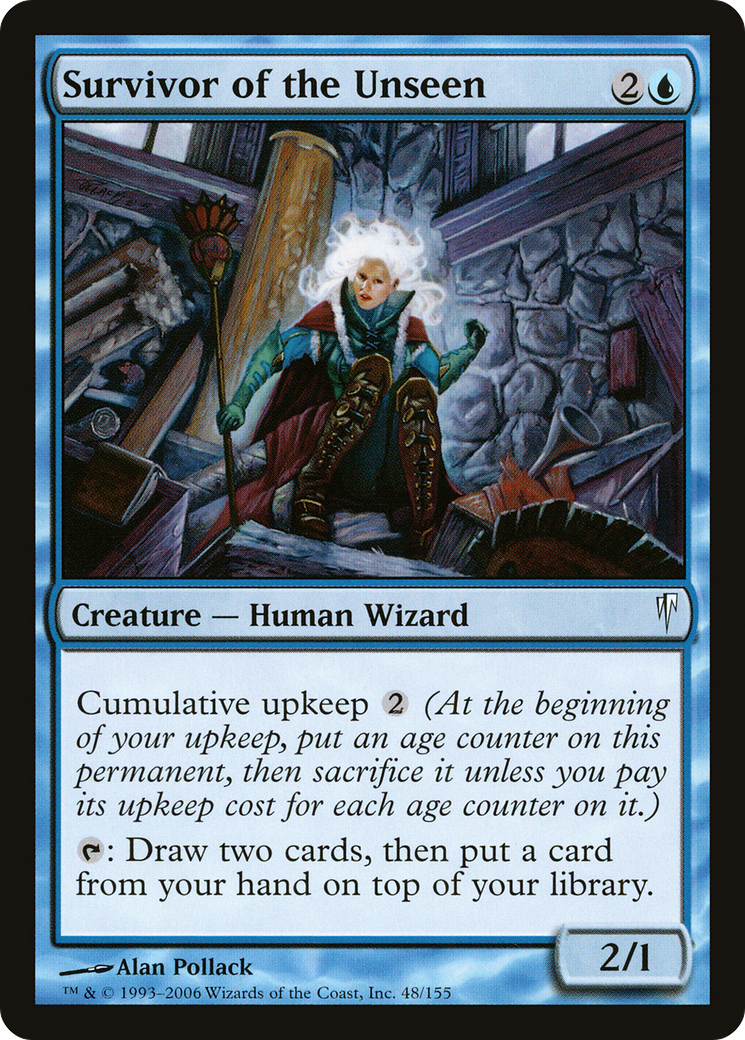 Survivor of the Unseen 2
Creature — Human Wizard
Cumulative upkeep 2 (At the beginning
of your upkeep, put an age counter on this
permanent, then sacrifice it unless you pay
its upkeep cost for each age counter on it.)
: Draw two cards, then put a card
from your hand on top of your library.
2/1
Alan Pollack
™ & © 1993–2006 Wizards of the Coast, Inc. 48/155